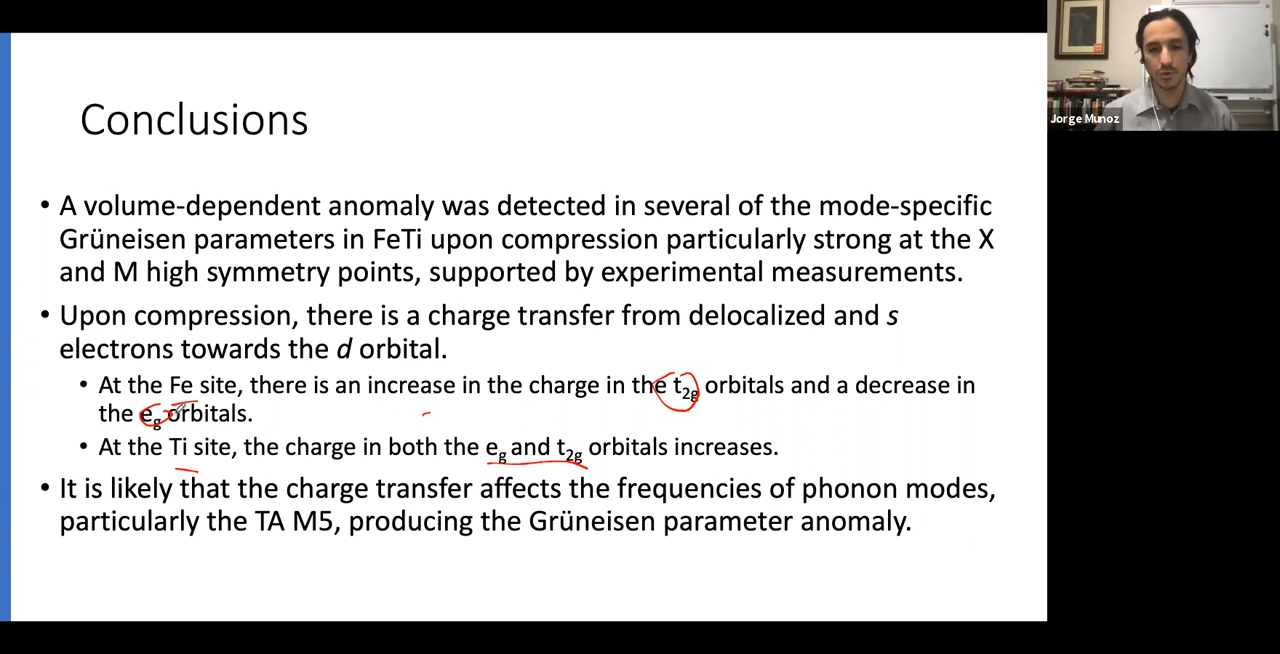 Conclusions
• A volume-dependent anomaly was detected in several of the mode-specific
Grüneisen parameters in FeTi upon compression particularly strong at the X
and M high symmetry points, supported by experimental measurements.
• Upon compression, there is a charge transfer from delocalized and s
electrons towards the d orbital.
• At the Fe site, there is an increase in the charge in the t2g orbitals and a decrease in
the eg orbitals.
• At the Ti site, the charge in both the eg and t2g orbitals increases.
• It is likely that the charge transfer affects the frequencies of phonon modes,
particularly the TA M5, producing the Grüneisen parameter anomaly.
Jorge Munoz